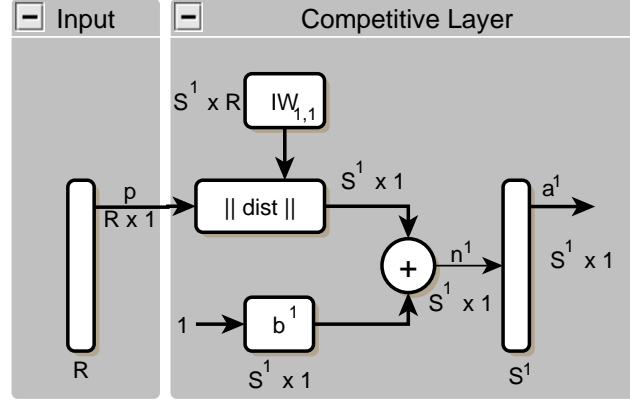 Input
Competitive Layer
S¹ x R
IW₁,₁
p
R x 1
|| dist ||
S¹ x 1
a¹
S¹ x 1
+
n¹
S¹ x 1
1
b¹
S¹ x 1
R
S¹